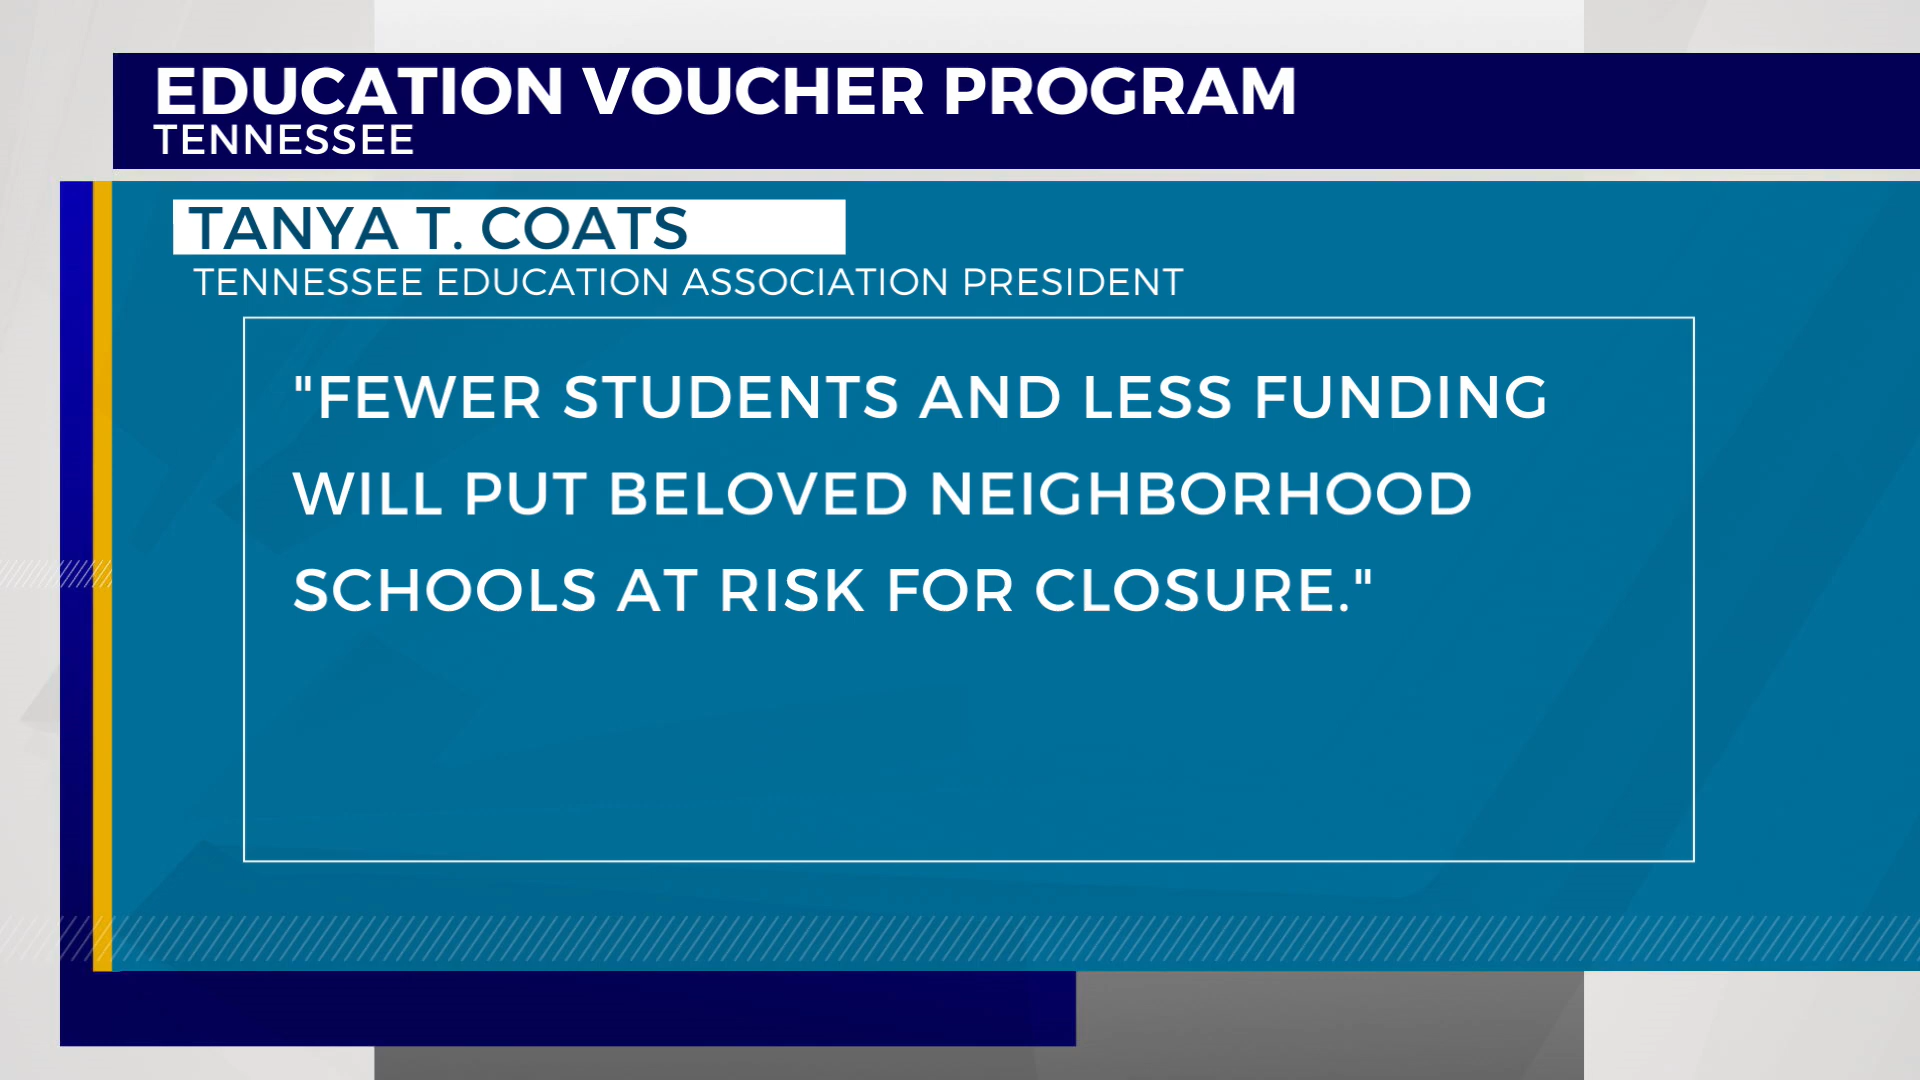 EDUCATION VOUCHER PROGRAM
TENNESSEE
TANYA T. COATS
TENNESSEE EDUCATION ASSOCIATION PRESIDENT
"FEWER STUDENTS AND LESS FUNDING
WILL PUT BELOVED NEIGHBORHOOD
SCHOOLS AT RISK FOR CLOSURE."